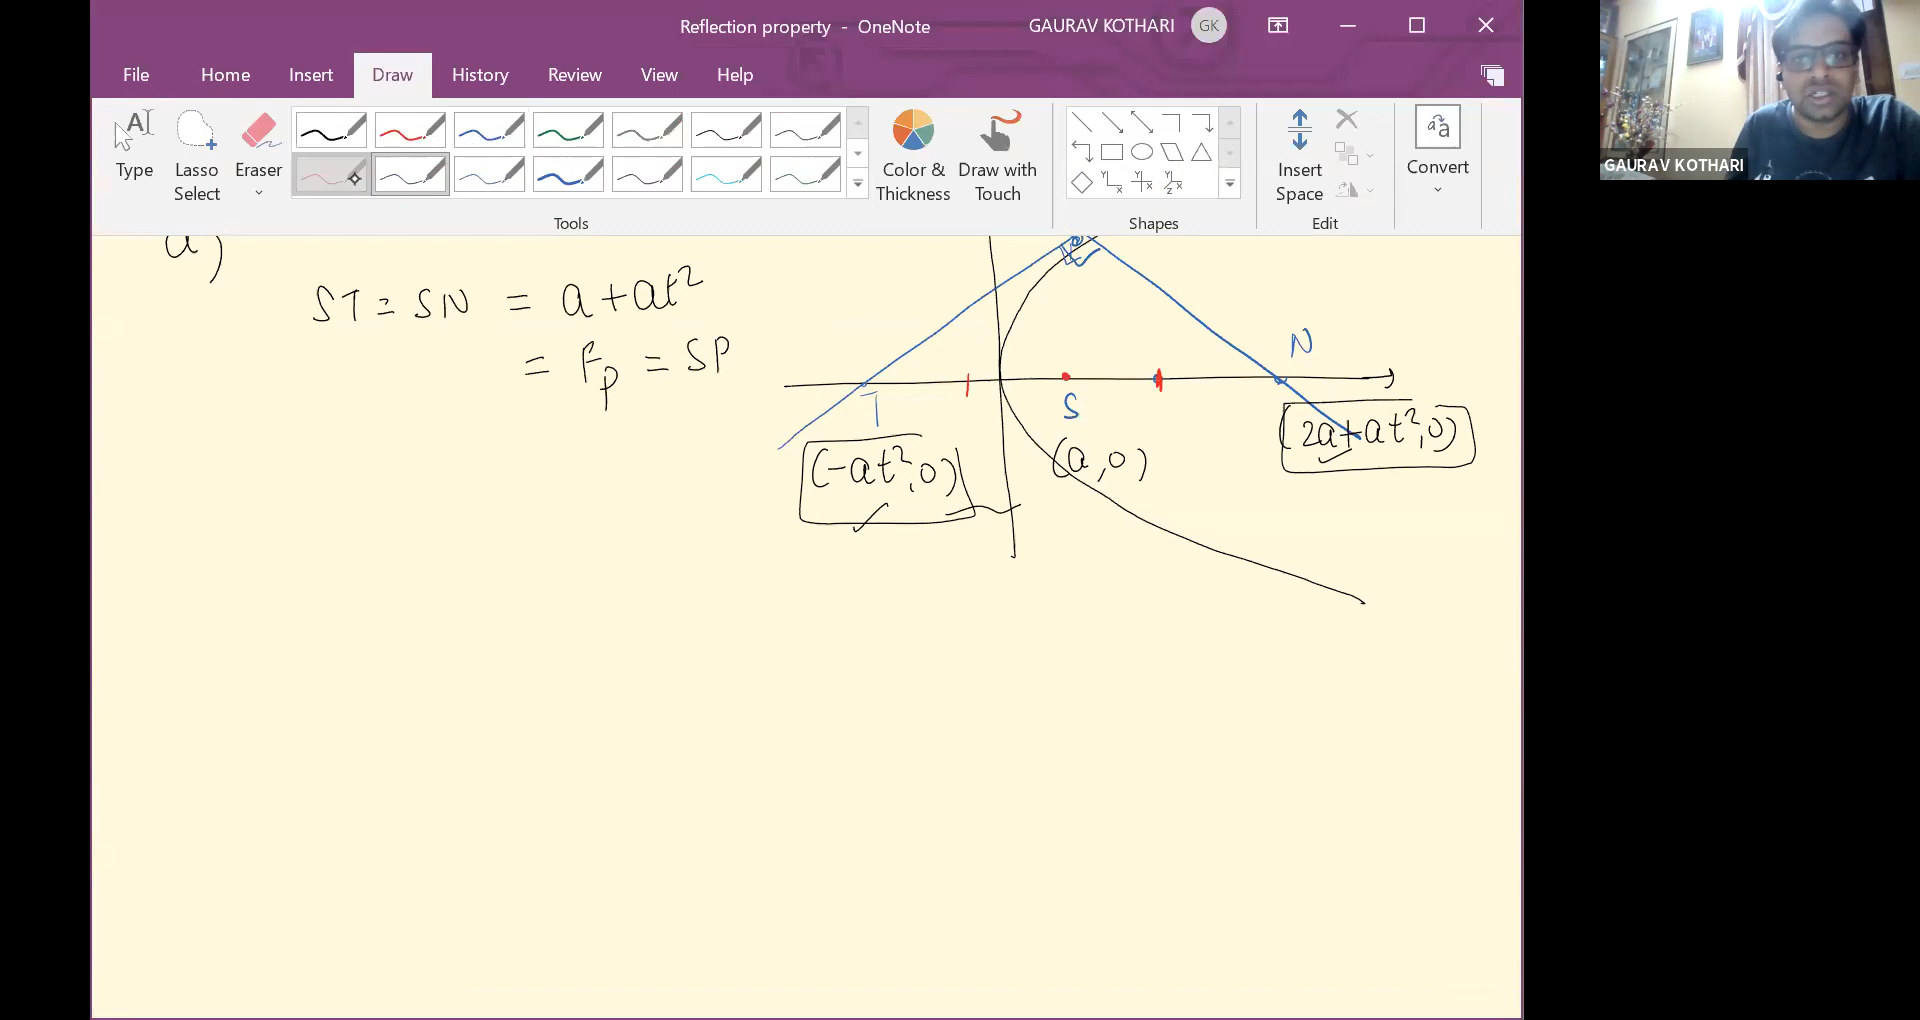 Reflection property - OneNote
GAURAV KOTHARI
GK
File
Home
Insert
Draw
History
Review
View
Help
Type
Lasso
Select
Eraser
Color &
Thickness
Draw with
Touch
Insert
Space
Convert
Tools
Shapes
Edit
GAURAV KOTHARI
a)
ST = SN = a + at²
= F_P = SP
N
T
S
(2a + at², 0)
(-at², 0)
(a, 0)